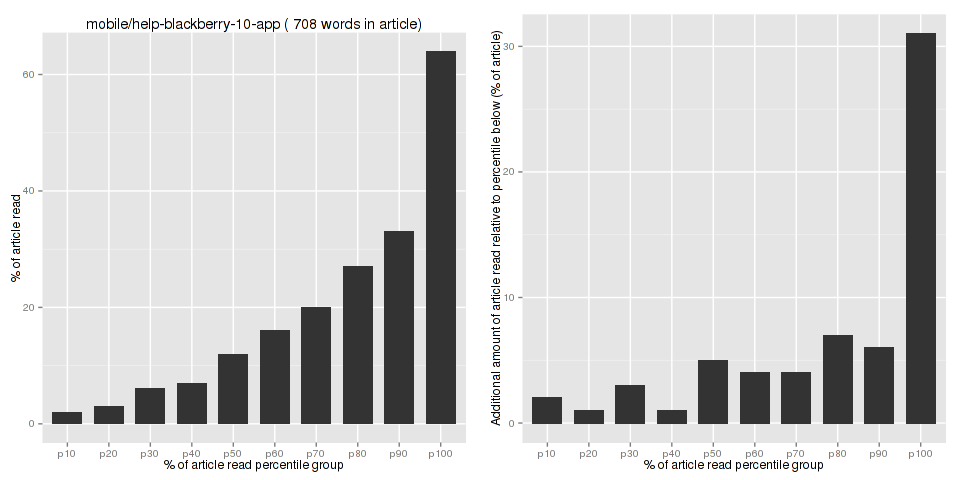 mobile/help-blackberry-10-app ( 708 words in article)
% of article read
60
40
20
0
p10 p20 p30 p40 p50 p60 p70 p80 p90 p100
% of article read percentile group
Additional amount of article read relative to percentile below (% of article)
30
20
10
0
p10 p20 p30 p40 p50 p60 p70 p80 p90 p100
% of article read percentile group